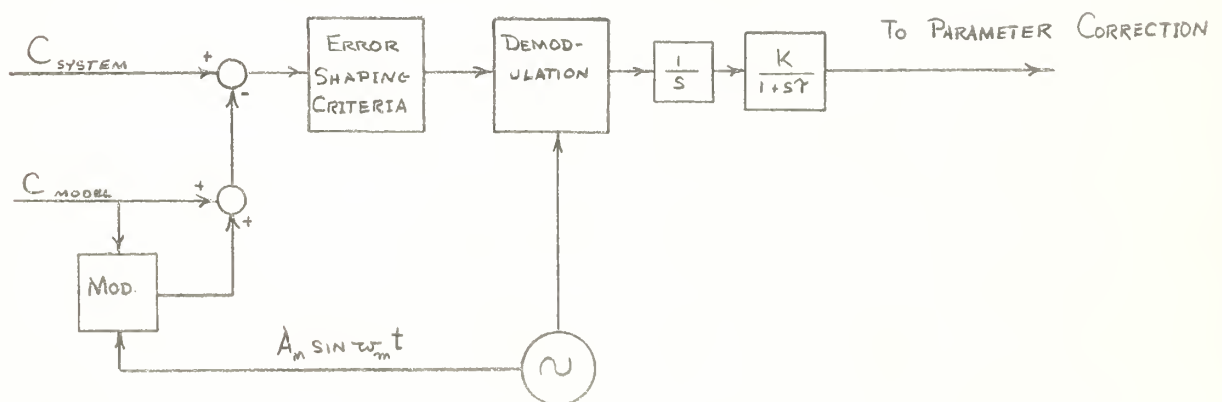 To PARAMETER CORRECTION
C SYSTEM
+
-
ERROR
SHAPING
CRITERIA
DEMOD-
ULATION
1
S
K
1+Sτ
C MODEL
+
+
MOD.
A_m SIN ω_m t
~